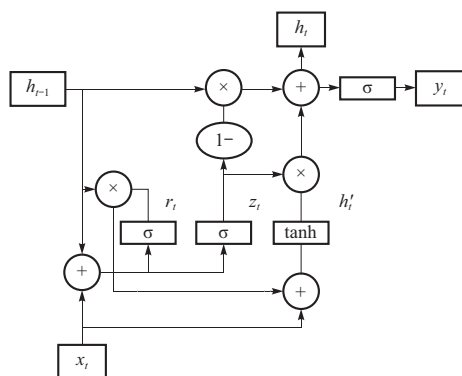 h_t
h_{t-1} × + σ y_t
1−
× r_t z_t × h′_t
σ σ tanh
+ +
x_t